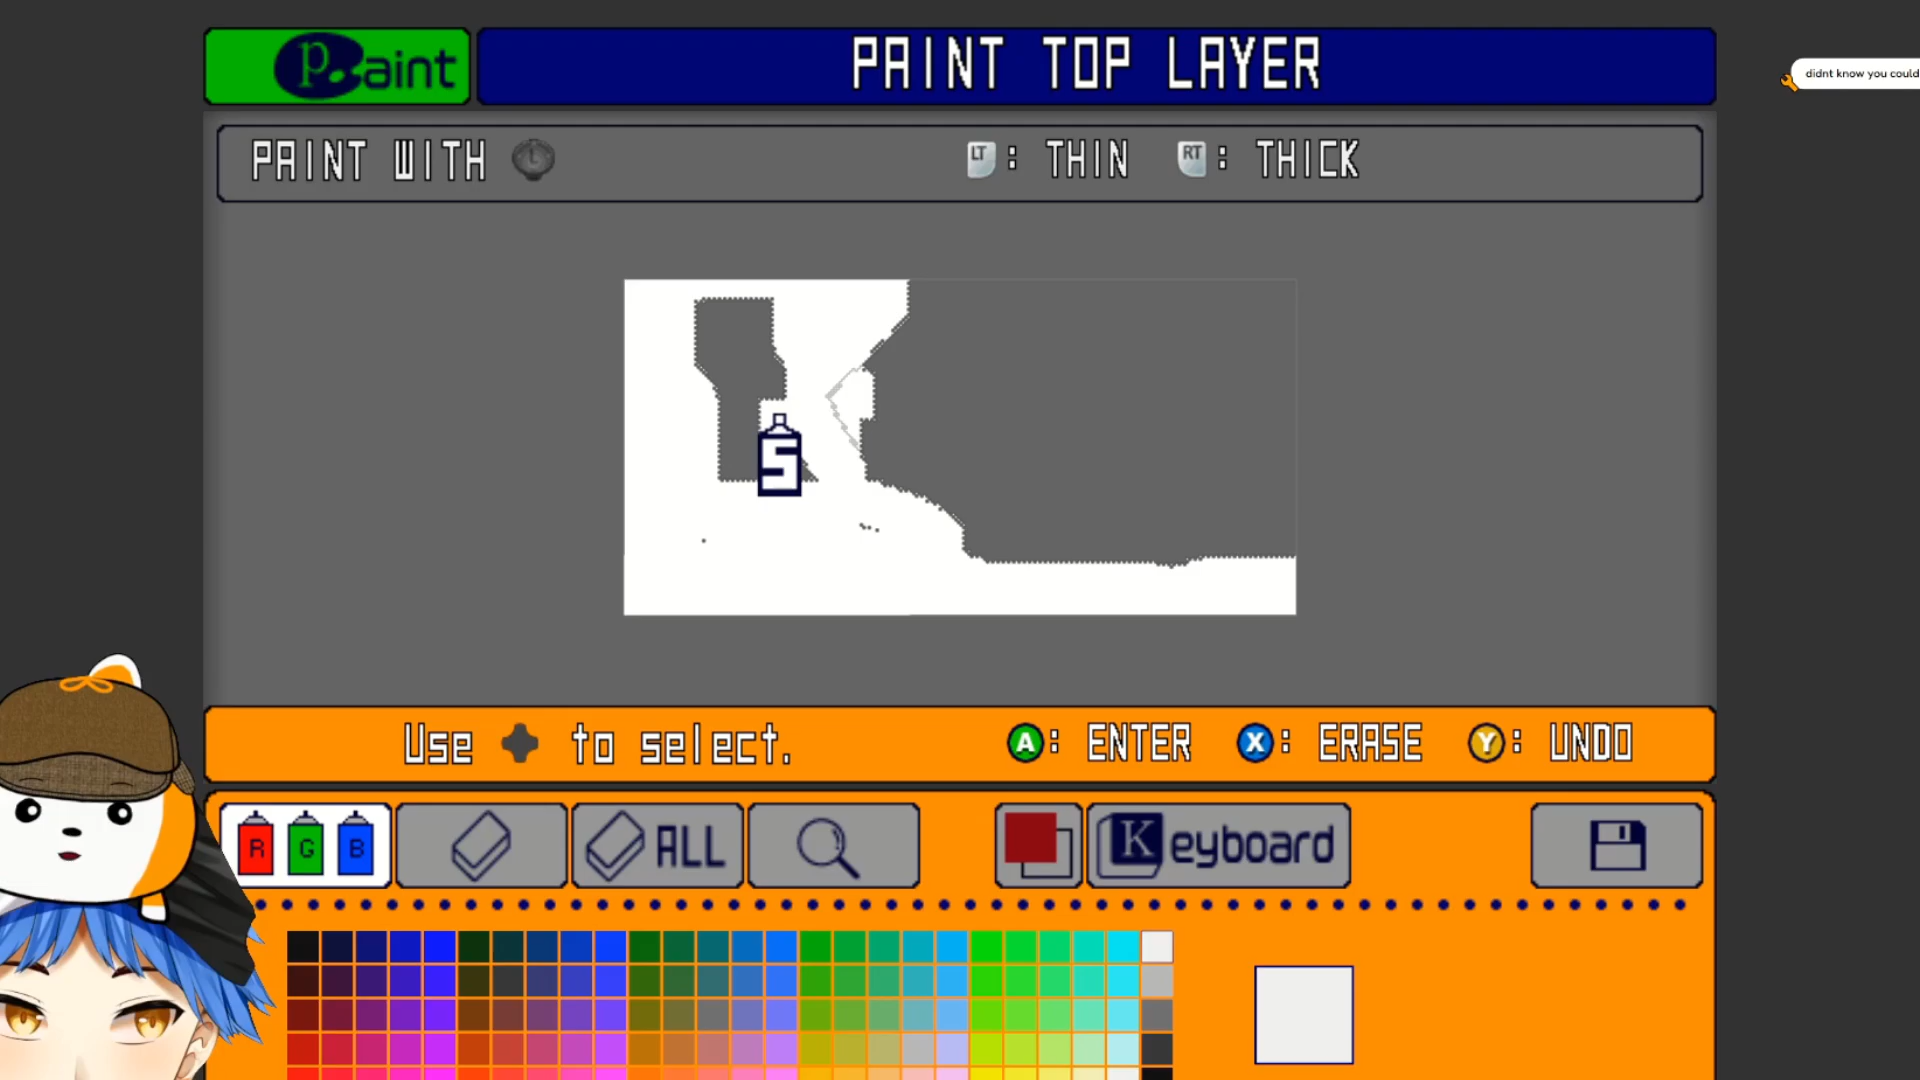 Paint
PAINT TOP LAYER
didnt know you could
PAINT WITH L
LT : THIN RT : THICK
S
Use to select.
A : ENTER X : ERASE Y : UNDO
R G B
ALL
Keyboard